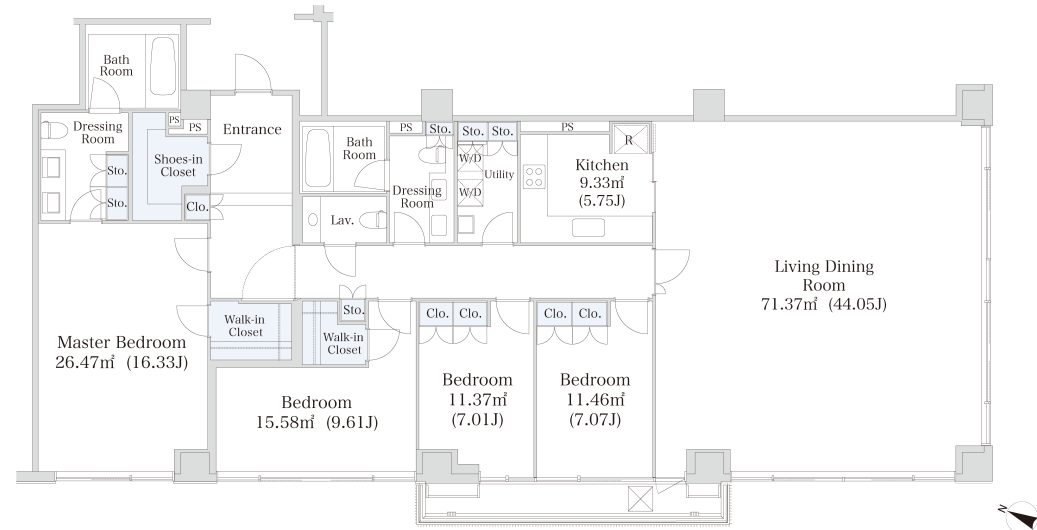 Bath
Room
Dressing
Room
Sto.
Sto.
PS
PS
Shoes-in
Closet
Clo.
Entrance
Bath
Room
PS
Sto.
Dressing
Room
Lav.
Sto.
Sto.
W/D
W/D
Utility
PS
R
Kitchen
9.33㎡
(5.75J)
Living Dining
Room
71.37㎡ (44.05J)
Master Bedroom
26.47㎡ (16.33J)
Walk-in
Closet
Sto.
Walk-in
Closet
Bedroom
15.58㎡ (9.61J)
Clo.
Clo.
Bedroom
11.37㎡
(7.01J)
Clo.
Clo.
Bedroom
11.46㎡
(7.07J)
N